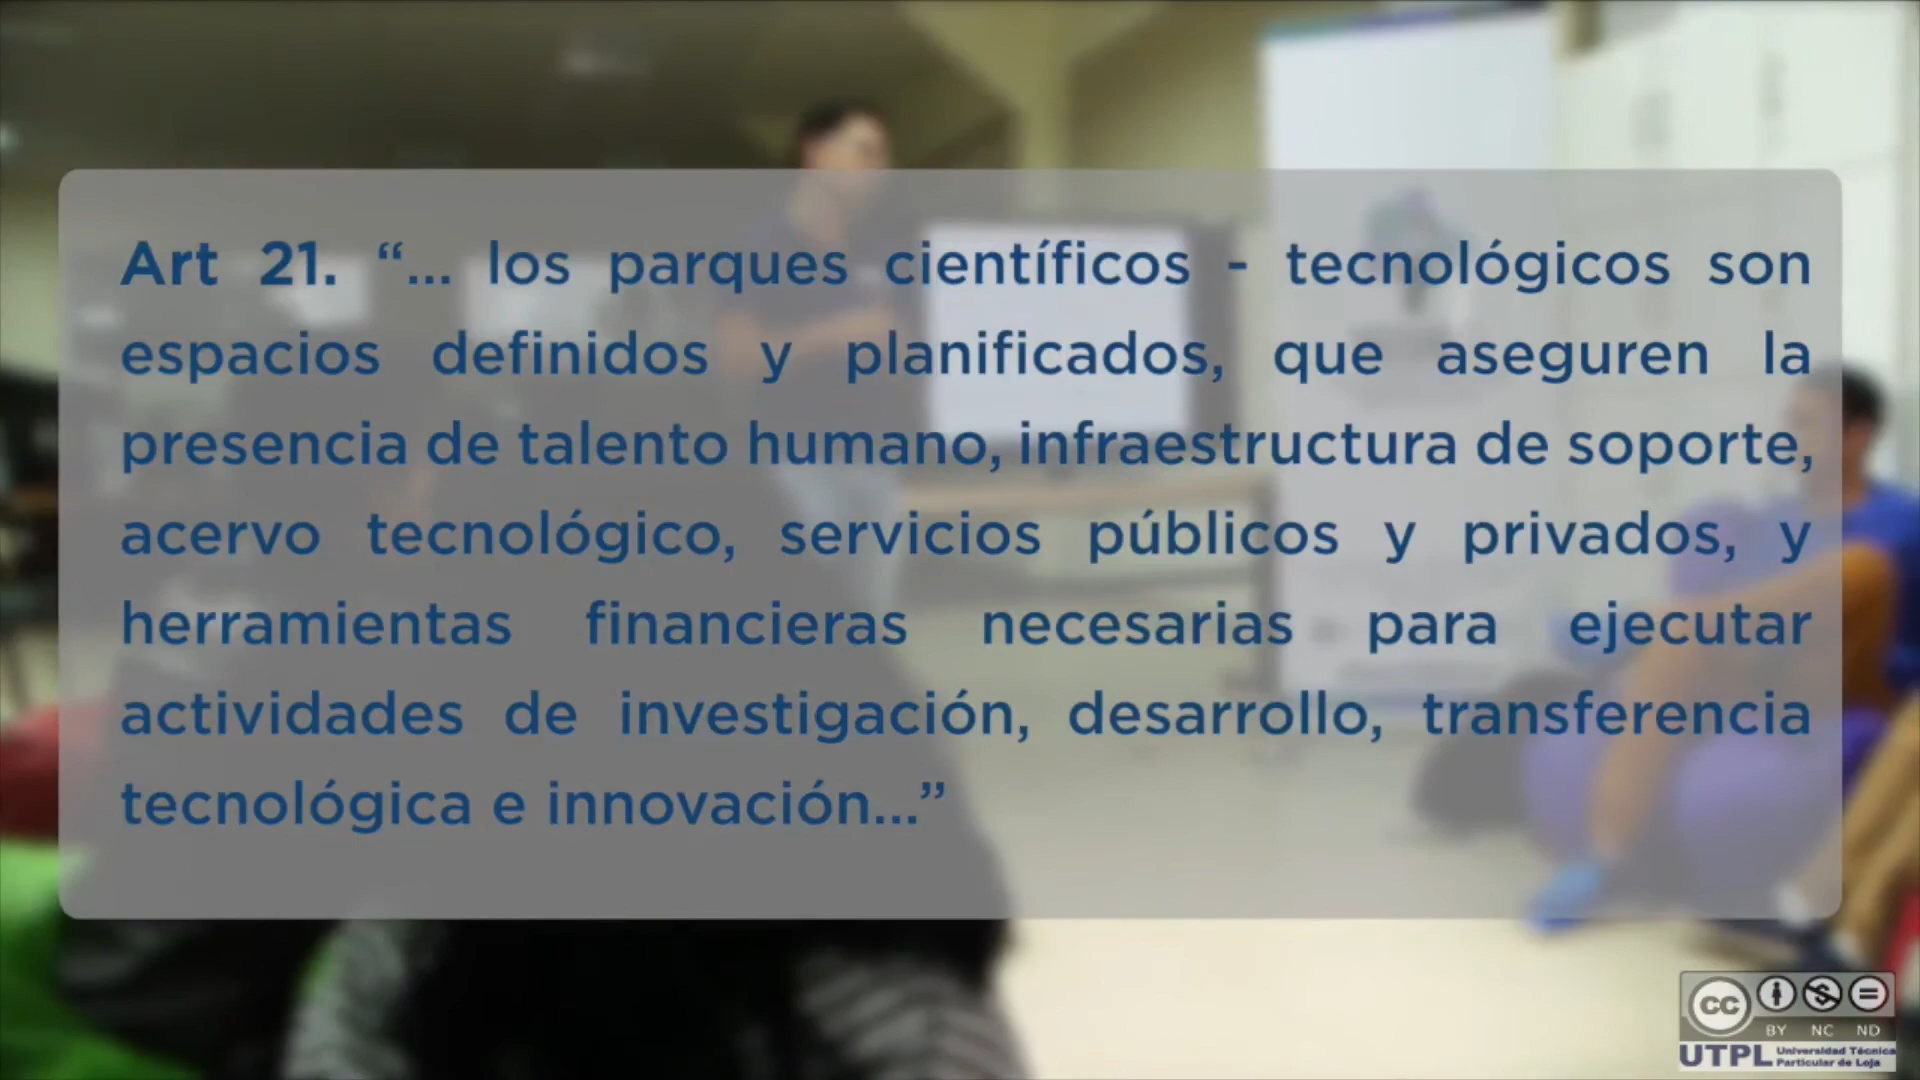 Art 21. “... los parques científicos - tecnológicos son
espacios definidos y planificados, que aseguren la
presencia de talento humano, infraestructura de soporte,
acervo tecnológico, servicios públicos y privados, y
herramientas financieras necesarias para ejecutar
actividades de investigación, desarrollo, transferencia
tecnológica e innovación...”
cc
BY NC ND
UTPL Universidad Técnica
Particular de Loja